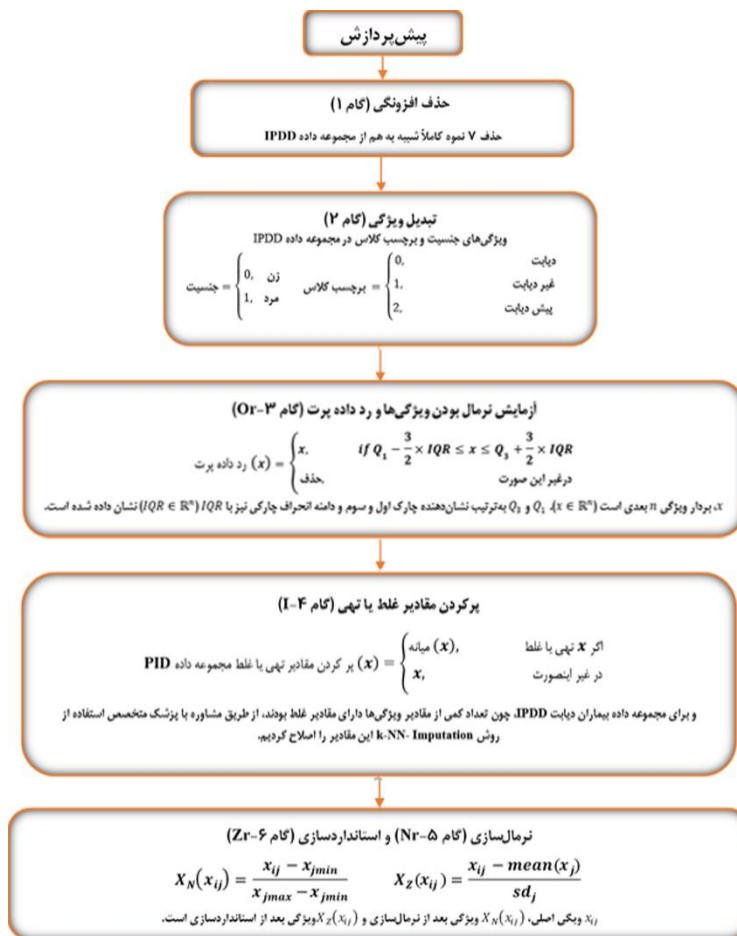 پیش‌پردازش
حذف افزونگی (گام ۱)
حذف ۷ نمونه کاملاً شبیه به هم از مجموعه داده IPDD
تبدیل ویژگی (گام ۲)
ویژگی‌های جنسیت و برچسب کلاس در مجموعه داده IPDD
جنسیت = { 0, زن
1, مرد
برچسب کلاس = { 0, دیابت
1, غیر دیابت
2, پیش دیابت
آزمایش نرمال بودن ویژگی‌ها و رد داده پرت (گام ۳-Or)
رد داده پرت (x) = { x, if Q₁ − 3/2 × IQR ≤ x ≤ Q₃ + 3/2 × IQR
حذف, درغیر این صورت
x، بردار ویژگی n بعدی است (x ∈ ℝⁿ). Q₁ و Q₃ به‌ترتیب نشان‌دهنده چارک اول و سوم و دامنه انحراف چارکی نیز با IQR (IQR ∈ ℝⁿ) نشان داده شده است.
پرکردن مقادیر غلط یا تهی (گام ۴-I)
پر کردن مقادیر تهی یا غلط مجموعه داده PID (x) = { میانه (x), اگر x تهی یا غلط
x, در غیر اینصورت
و برای مجموعه داده بیماران دیابت IPDD، چون تعداد کمی از مقادیر ویژگی‌ها دارای مقادیر غلط بودند، از طریق مشاوره با پزشک متخصص استفاده از
روش k-NN- Imputation این مقادیر را اصلاح کردیم.
نرمال‌سازی (گام ۵-Nr) و استانداردسازی (گام ۶-Zr)
X_N(x_ij) = (x_ij − x_jmin) / (x_jmax − x_jmin) X_Z(x_ij) = (x_ij − mean(x_j)) / sd_j
x_ij ویگی اصلی، X_N(x_ij) ویژگی بعد از نرمال‌سازی و X_Z(x_ij) ویژگی بعد از استانداردسازی است.